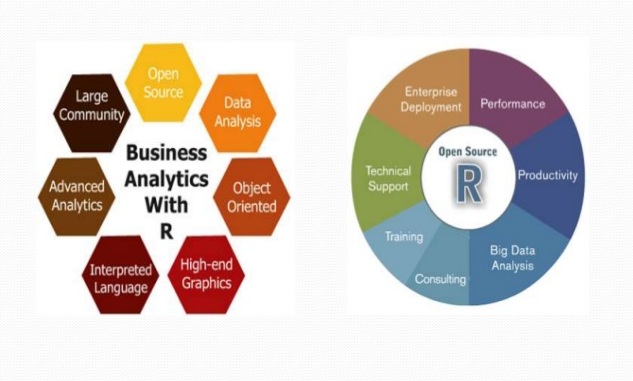 Open
Source
Large
Community
Data
Analysis
Business
Analytics
With
R
Advanced
Analytics
Object
Oriented
Interpreted
Language
High-end
Graphics
Enterprise
Deployment
Performance
Open Source
R
Technical
Support
Productivity
Training
Big Data
Analysis
Consulting